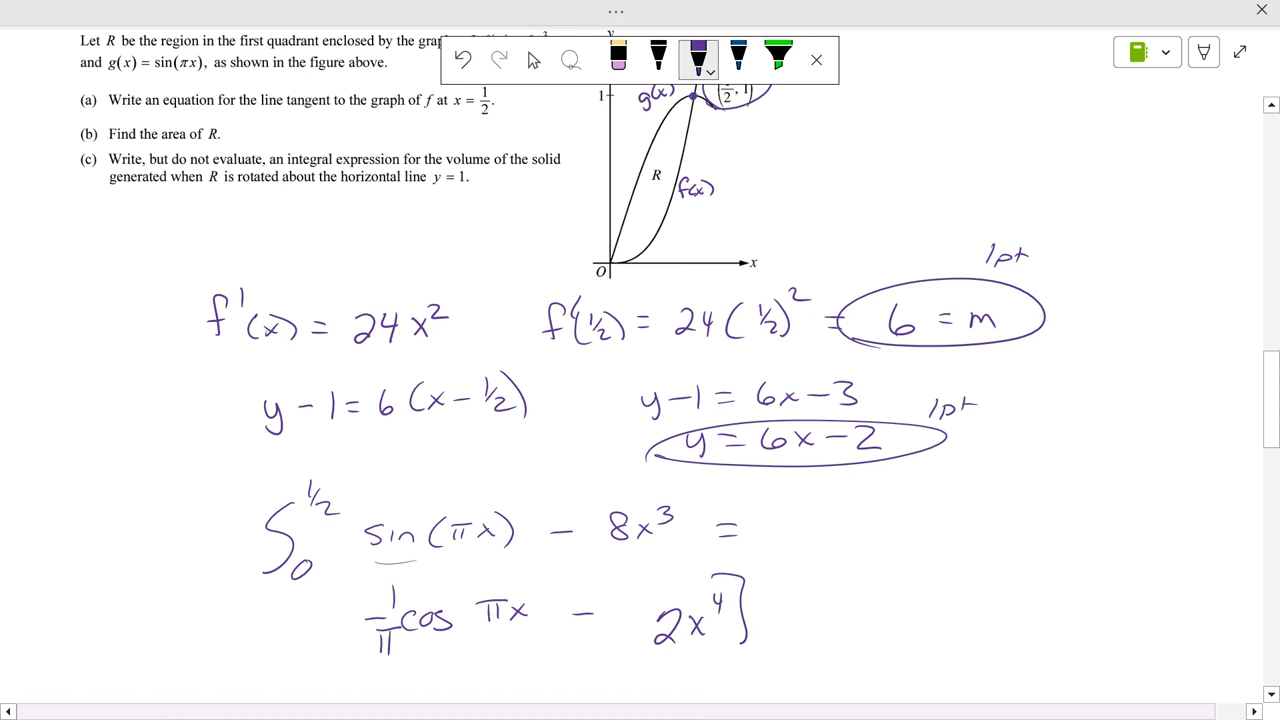 Let R be the region in the first quadrant enclosed by the
and g(x) = sin(πx), as shown in the figure above.
(a) Write an equation for the line tangent to the graph of f at x = 1/2.
(b) Find the area of R.
(c) Write, but do not evaluate, an integral expression for the volume of the solid
generated when R is rotated about the horizontal line y = 1.
1
g(x)
R
f(x)
O
x
1pt
f'(x) = 24x² f'(1/2) = 24(1/2)² = 6 = m
y - 1 = 6(x - 1/2) y - 1 = 6x - 3
1pt
y = 6x - 2
∫₀^1/2 sin(πx) - 8x³ =
-1/π cos πx - 2x⁴]